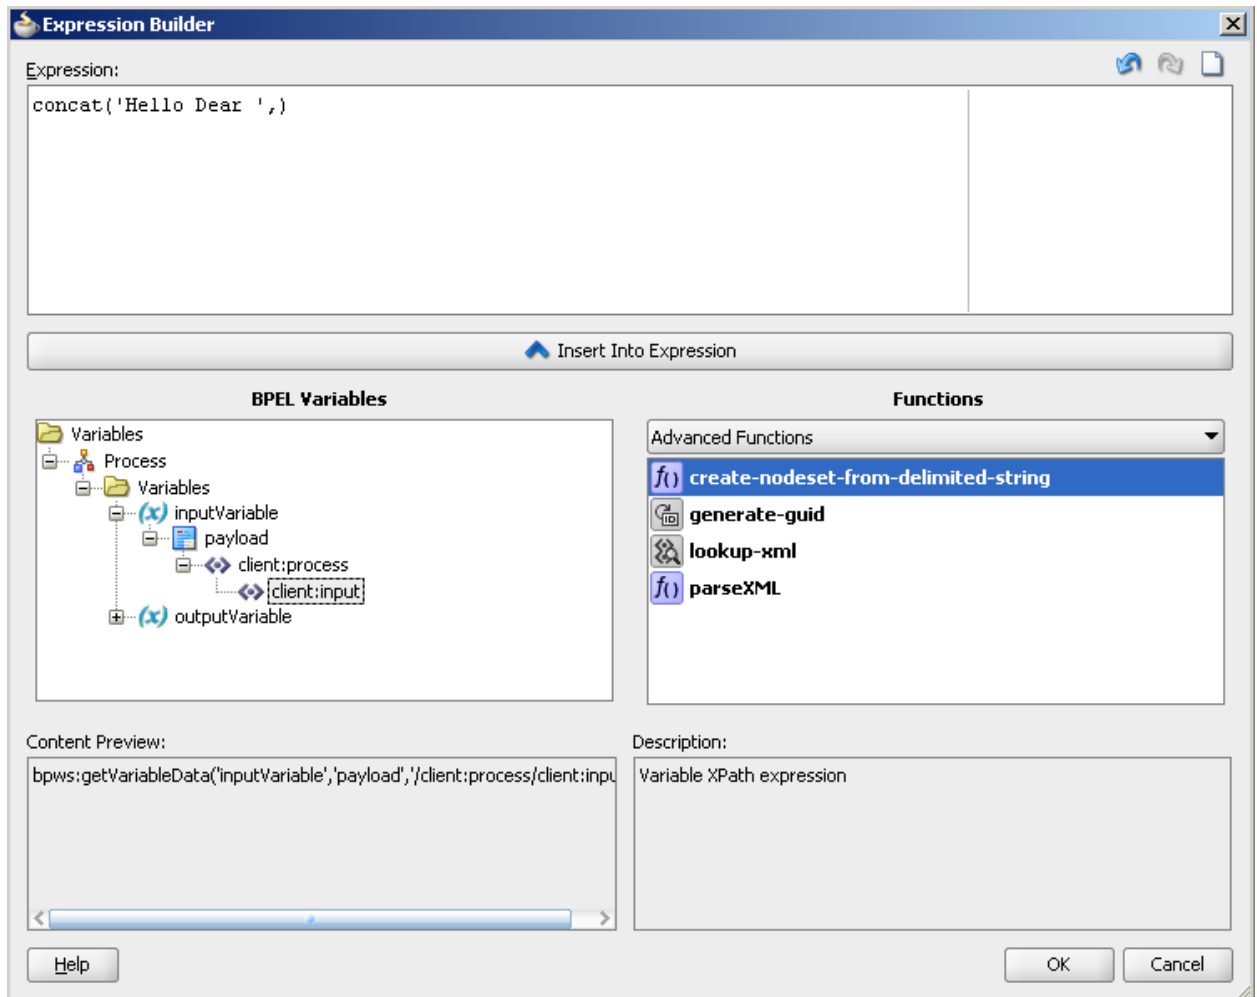 Expression Builder
Expression:
concat('Hello Dear ',)
Insert Into Expression
BPEL Variables
Variables
Process
Variables
(x) inputVariable
payload
client:process
client:input
(x) outputVariable
Functions
Advanced Functions
f() create-nodeset-from-delimited-string
ID generate-guid
lookup-xml
f() parseXML
Content Preview:
bpws:getVariableData('inputVariable','payload','/client:process/client:inpu
Description:
Variable XPath expression
Help
OK
Cancel